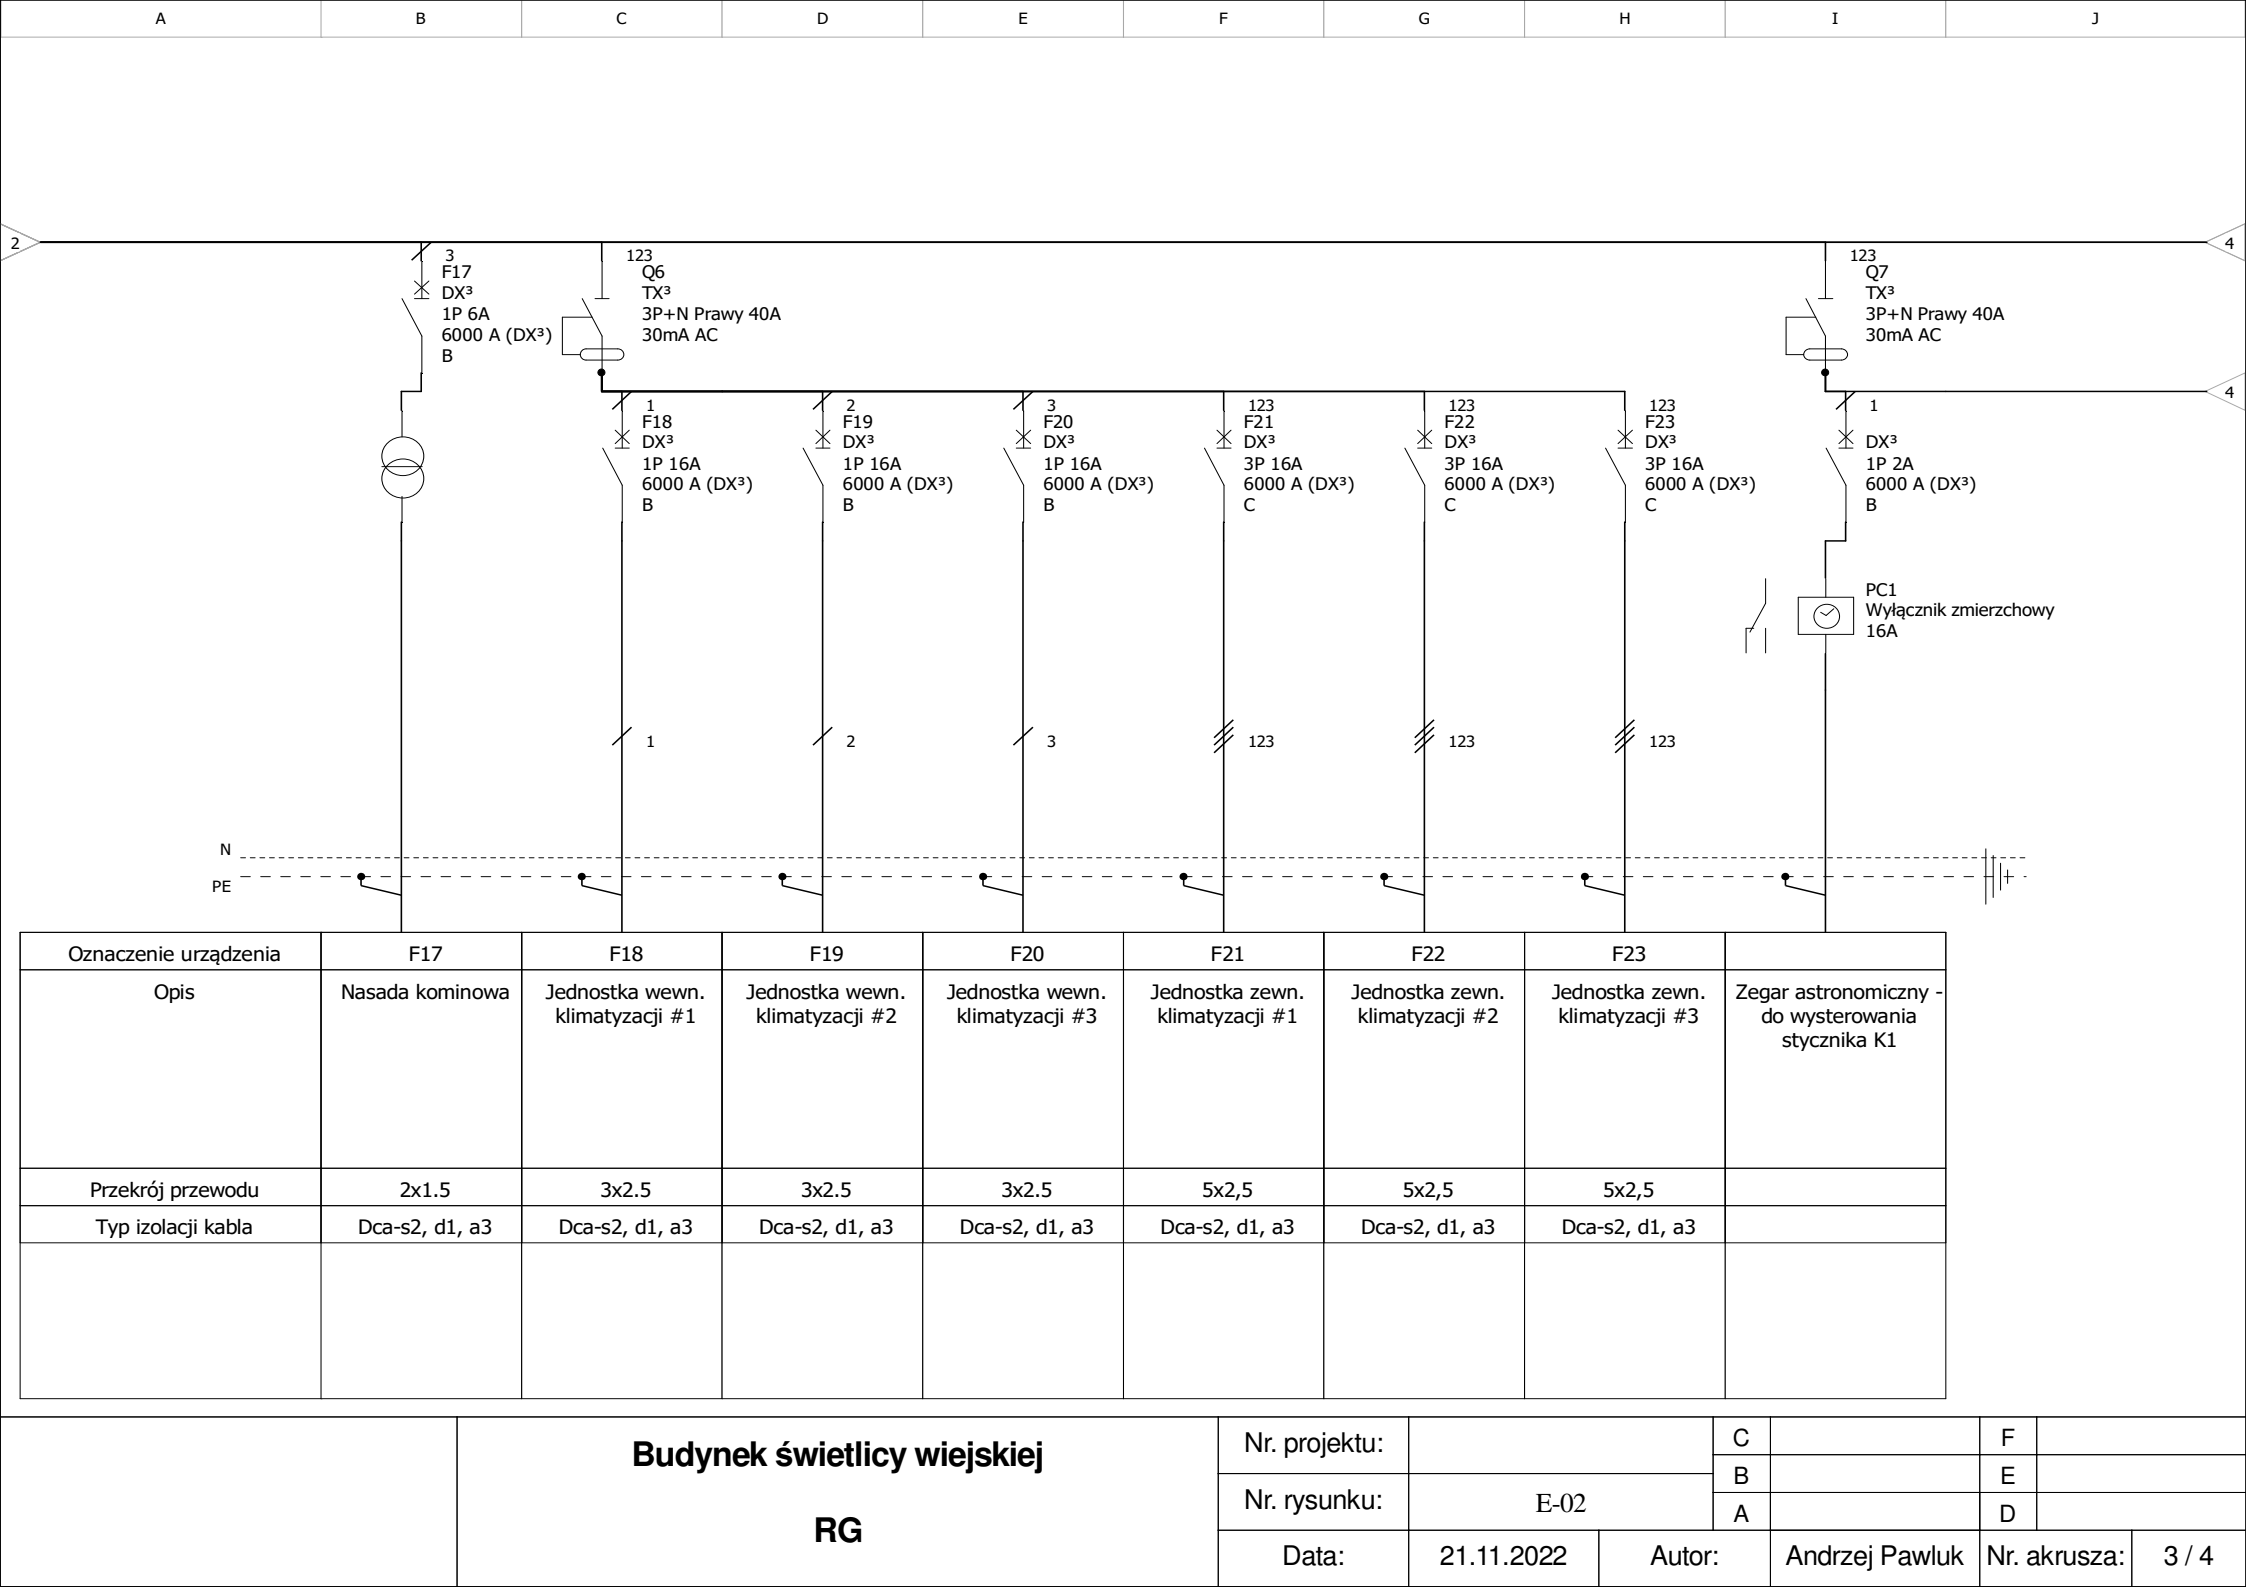 A B C D E F G H I J
2
4
3
F17
DX³
1P 6A
6000 A (DX³)
B
123
Q6
TX³
3P+N Prawy 40A
30mA AC
123
Q7
TX³
3P+N Prawy 40A
30mA AC
4
1
F18
DX³
1P 16A
6000 A (DX³)
B
2
F19
DX³
1P 16A
6000 A (DX³)
B
3
F20
DX³
1P 16A
6000 A (DX³)
B
123
F21
DX³
3P 16A
6000 A (DX³)
C
123
F22
DX³
3P 16A
6000 A (DX³)
C
123
F23
DX³
3P 16A
6000 A (DX³)
C
1
DX³
1P 2A
6000 A (DX³)
B
PC1
Wyłącznik zmierzchowy
16A
1 2 3 123 123 123
N
PE
Oznaczenie urządzenia F17 F18 F19 F20 F21 F22 F23
Opis
Nasada kominowa
Jednostka wewn.
klimatyzacji #1
Jednostka wewn.
klimatyzacji #2
Jednostka wewn.
klimatyzacji #3
Jednostka zewn.
klimatyzacji #1
Jednostka zewn.
klimatyzacji #2
Jednostka zewn.
klimatyzacji #3
Zegar astronomiczny -
do wysterowania
stycznika K1
Przekrój przewodu 2x1.5 3x2.5 3x2.5 3x2.5 5x2,5 5x2,5 5x2,5
Typ izolacji kabla Dca-s2, d1, a3 Dca-s2, d1, a3 Dca-s2, d1, a3 Dca-s2, d1, a3 Dca-s2, d1, a3 Dca-s2, d1, a3 Dca-s2, d1, a3
Budynek świetlicy wiejskiej
RG
Nr. projektu:
Nr. rysunku: E-02
C F
B E
A D
Data: 21.11.2022 Autor: Andrzej Pawluk Nr. akrusza: 3 / 4